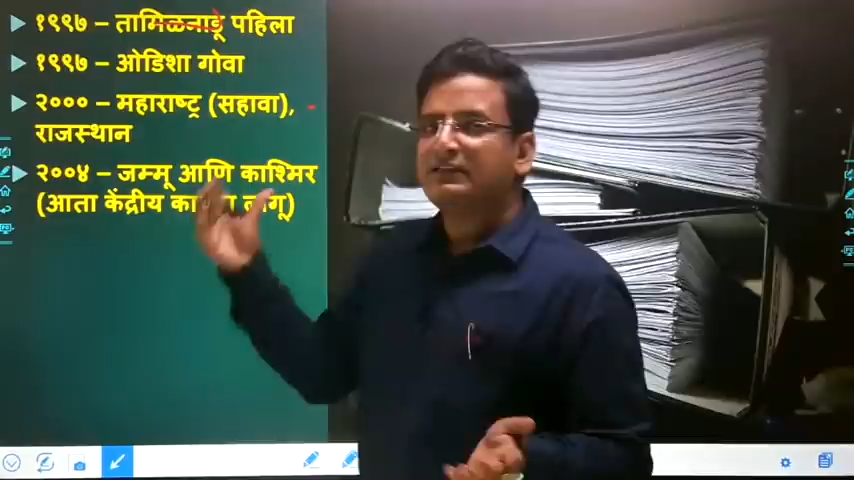 १९९७ – तामिळनाडू पहिला
१९९७ – ओडिशा गोवा
२००० – महाराष्ट्र (सहावा),
राजस्थान
२००४ – जम्मू आणि काश्मिर
(आता केंद्रीय लागू)